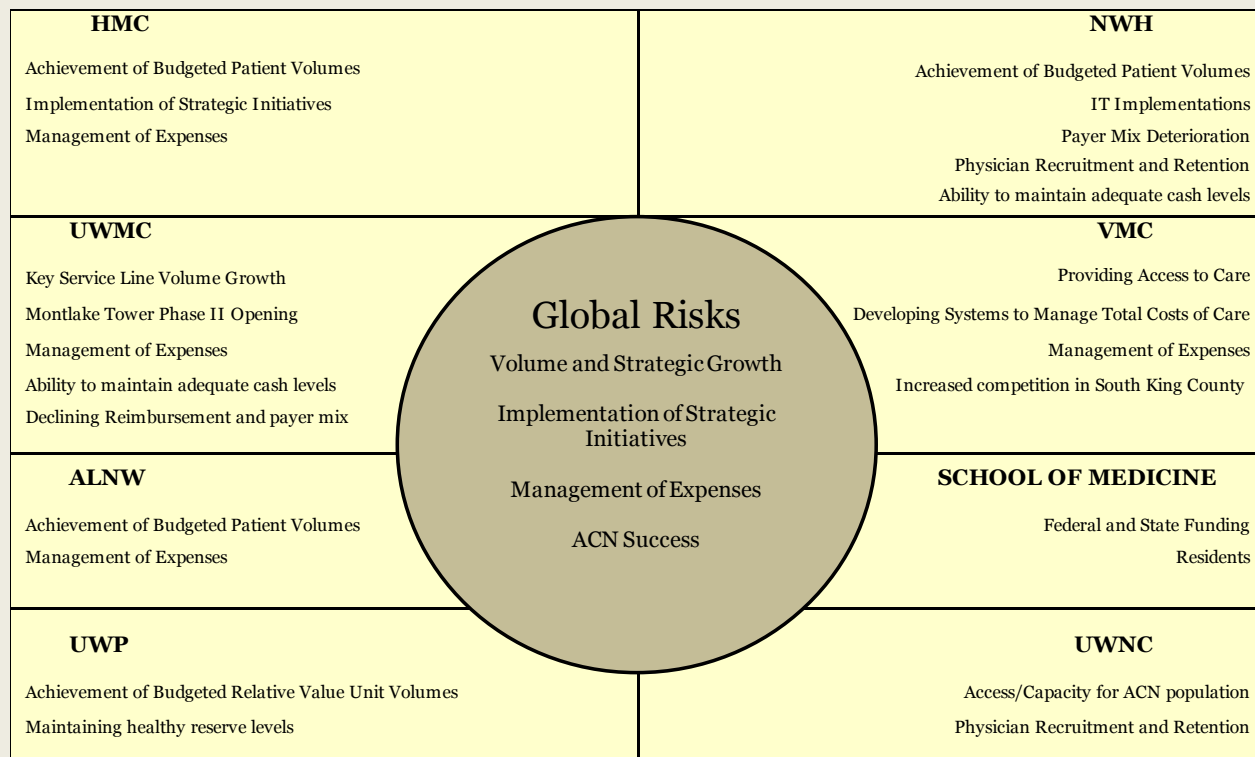 HMC
Achievement of Budgeted Patient Volumes
Implementation of Strategic Initiatives
Management of Expenses
NWH
Achievement of Budgeted Patient Volumes
IT Implementations
Payer Mix Deterioration
Physician Recruitment and Retention
Ability to maintain adequate cash levels
UWMC
Key Service Line Volume Growth
Montlake Tower Phase II Opening
Management of Expenses
Ability to maintain adequate cash levels
Declining Reimbursement and payer mix
Global Risks
Volume and Strategic Growth
Implementation of Strategic
Initiatives
Management of Expenses
ACN Success
VMC
Providing Access to Care
Developing Systems to Manage Total Costs of Care
Management of Expenses
Increased competition in South King County
ALNW
Achievement of Budgeted Patient Volumes
Management of Expenses
SCHOOL OF MEDICINE
Federal and State Funding
Residents
UWP
Achievement of Budgeted Relative Value Unit Volumes
Maintaining healthy reserve levels
UWNC
Access/Capacity for ACN population
Physician Recruitment and Retention